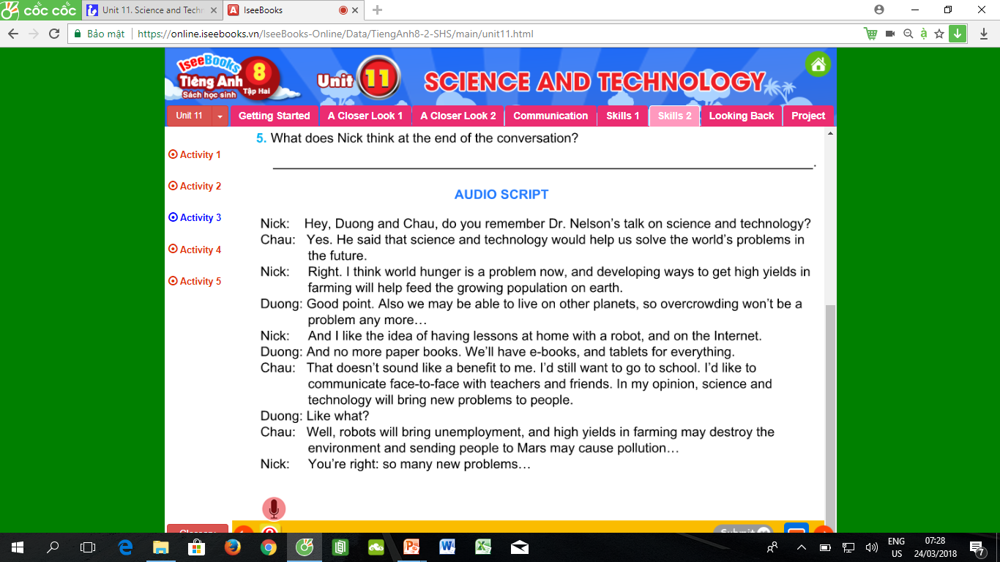 cốc cốc
Unit 11. Science and Techn
IseeBooks
Bảo mật
https://online.iseebooks.vn/IseeBooks-Online/Data/TiengAnh8-2-SHS/main/unit11.html
IseeBooks
Tiếng Anh 8
Sách học sinh Tập Hai
Unit 11 SCIENCE AND TECHNOLOGY
Unit 11 Getting Started A Closer Look 1 A Closer Look 2 Communication Skills 1 Skills 2 Looking Back Project
Activity 1
Activity 2
Activity 3
Activity 4
Activity 5
5. What does Nick think at the end of the conversation?
.
AUDIO SCRIPT
Nick: Hey, Duong and Chau, do you remember Dr. Nelson's talk on science and technology?
Chau: Yes. He said that science and technology would help us solve the world's problems in
the future.
Nick: Right. I think world hunger is a problem now, and developing ways to get high yields in
farming will help feed the growing population on earth.
Duong: Good point. Also we may be able to live on other planets, so overcrowding won't be a
problem any more…
Nick: And I like the idea of having lessons at home with a robot, and on the Internet.
Duong: And no more paper books. We'll have e-books, and tablets for everything.
Chau: That doesn't sound like a benefit to me. I'd still want to go to school. I'd like to
communicate face-to-face with teachers and friends. In my opinion, science and
technology will bring new problems to people.
Duong: Like what?
Chau: Well, robots will bring unemployment, and high yields in farming may destroy the
environment and sending people to Mars may cause pollution…
Nick: You're right: so many new problems…
Glossary
Submit
ENG
US
07:28
24/03/2018
7